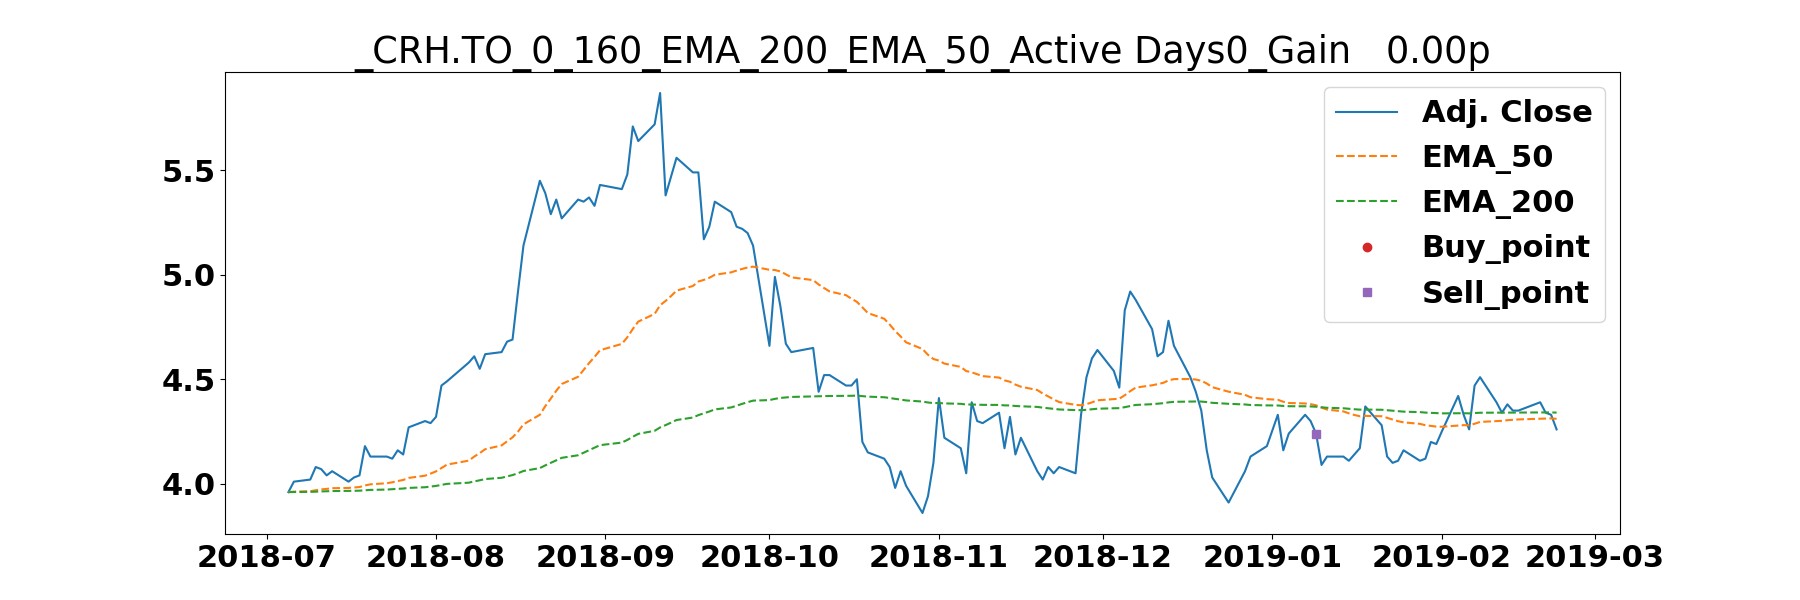 _CRH.TO_0_160_EMA_200_EMA_50_Active Days0_Gain   0.00p
Adj. Close
EMA_50
EMA_200
Buy_point
Sell_point
5.5
5.0
4.5
4.0
2018-07 2018-08 2018-09 2018-10 2018-11 2018-12 2019-01 2019-02 2019-03